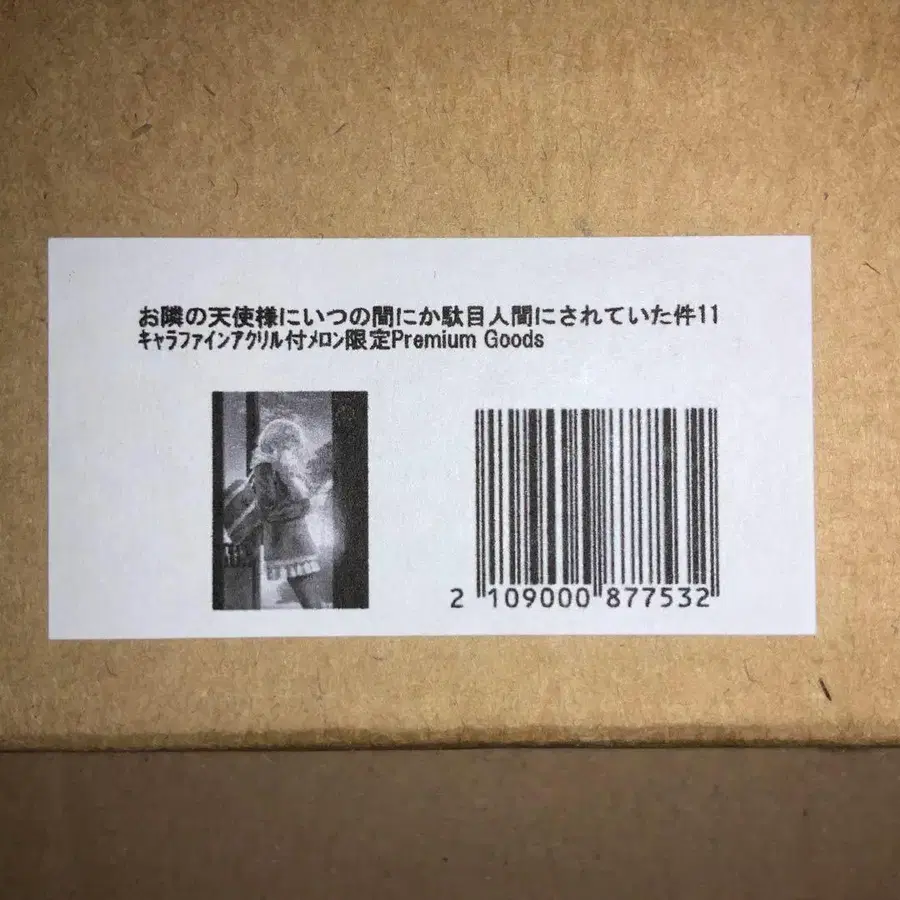 お隣の天使様にいつの間にか駄目人間にされていた件11
ｷｬﾗﾌｧｲﾝｱｸﾘﾙ付ﾒﾛﾝ限定Premium Goods
2 109000 877532